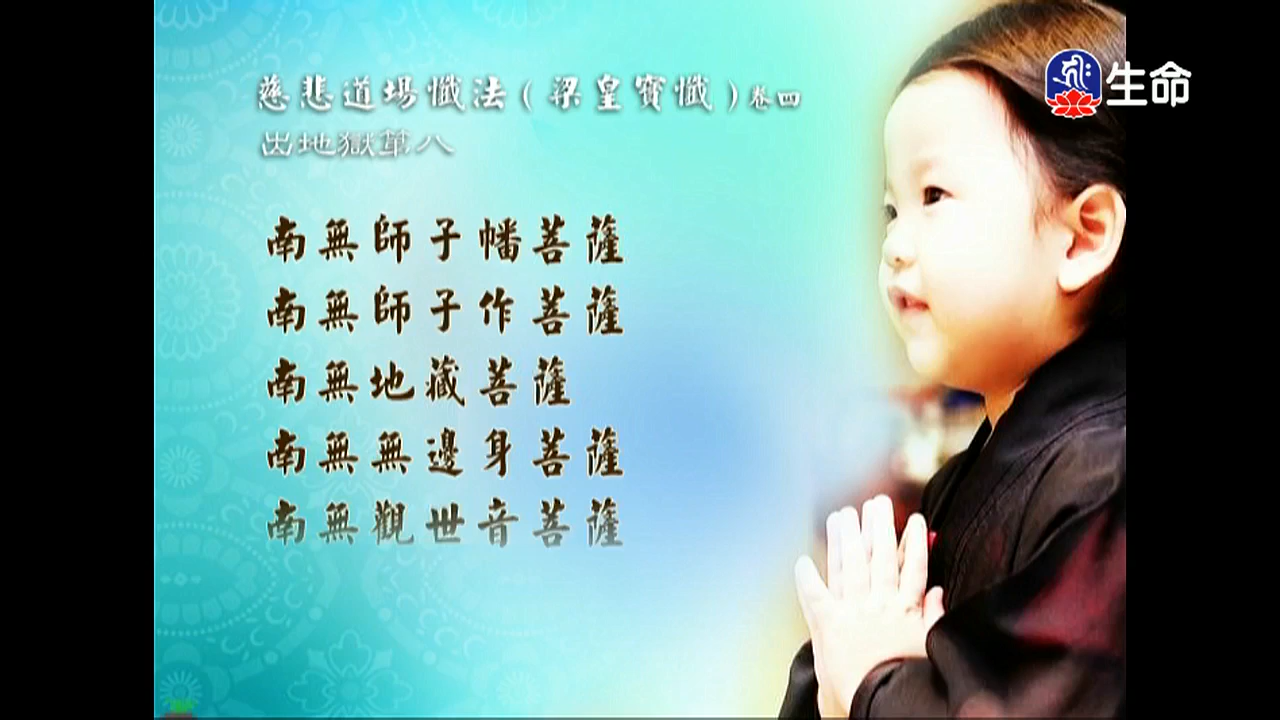 慈悲道場懺法(梁皇寶懺)卷四
出地獄第八
生命
南無師子幡菩薩
南無師子作菩薩
南無地藏菩薩
南無無邊身菩薩
南無觀世音菩薩